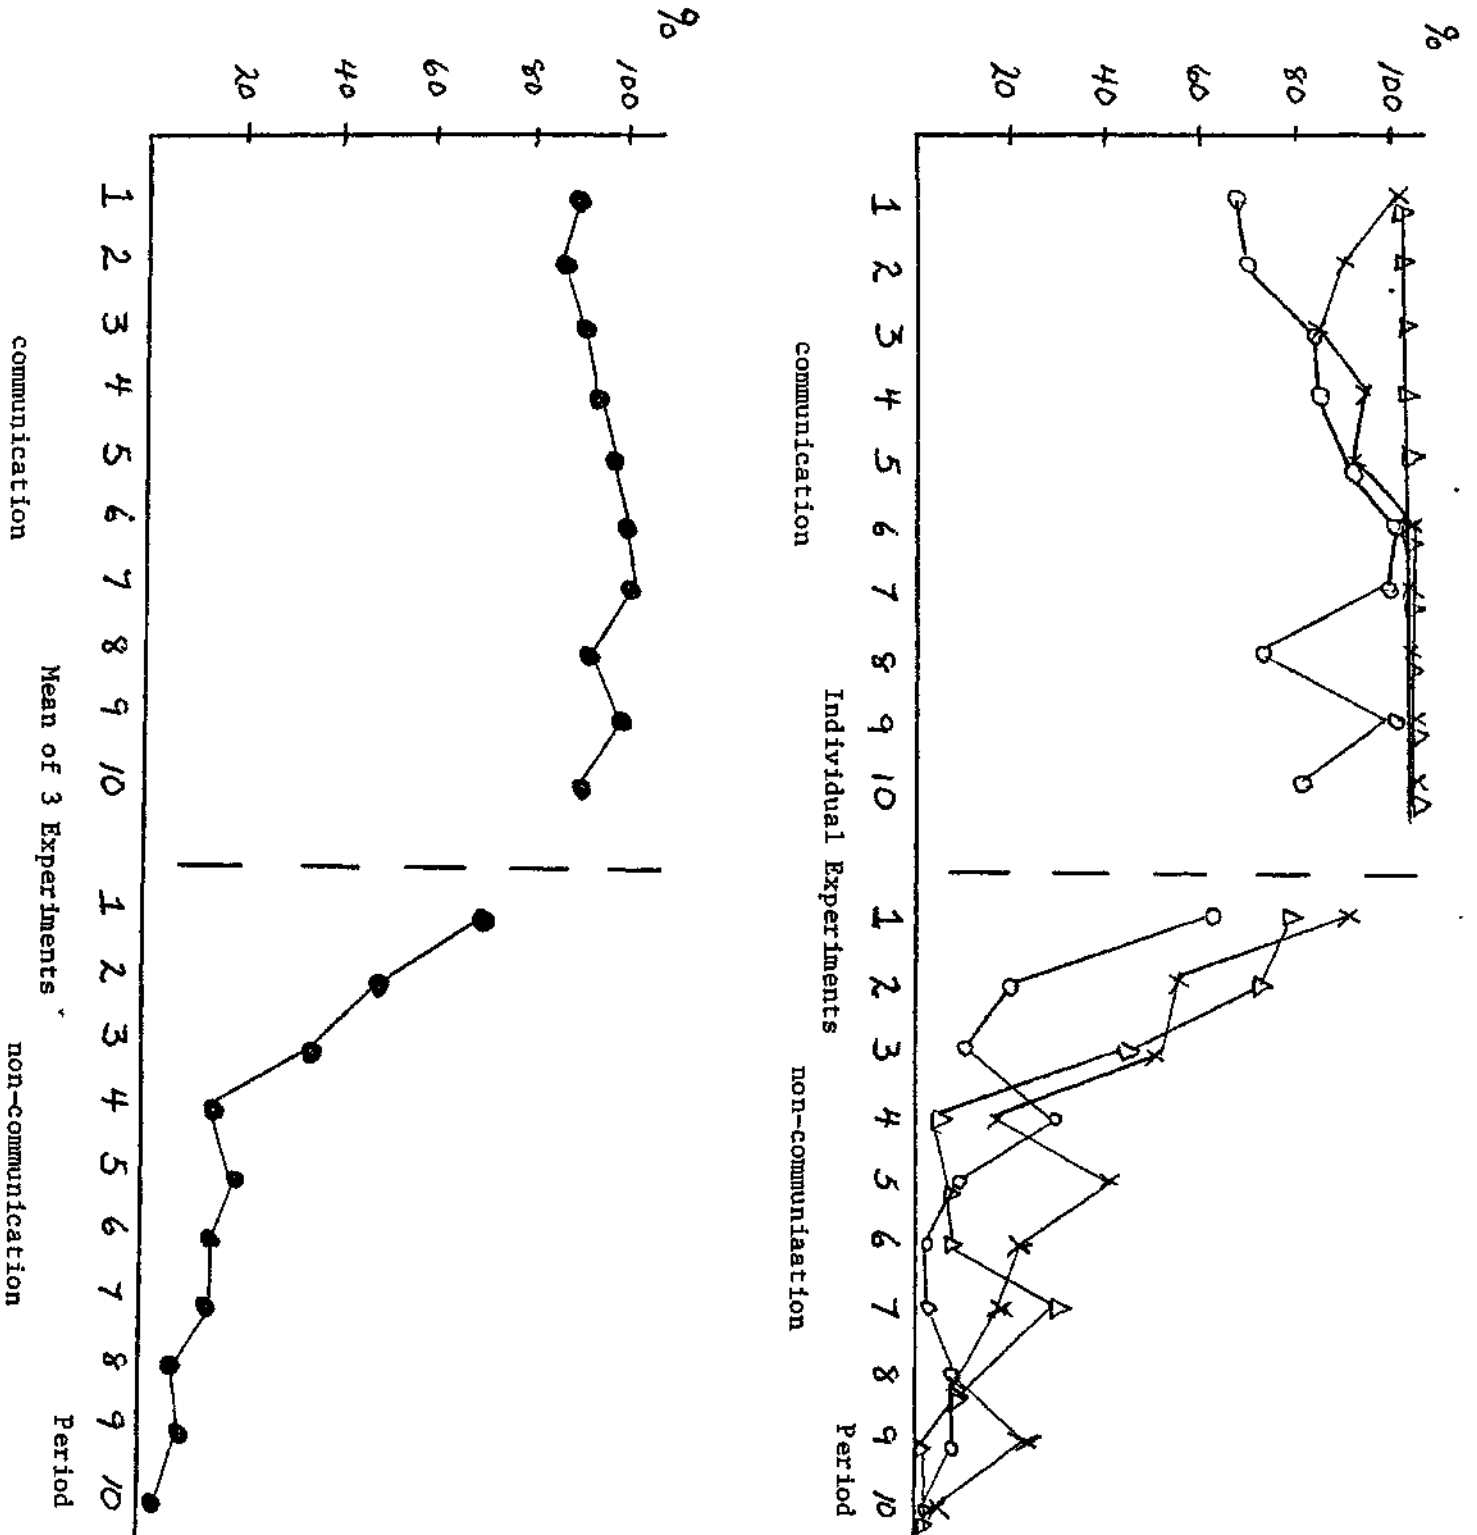 %
100
80
60
40
20
1 2 3 4 5 6 7 8 9 10 1 2 3 4 5 6 7 8 9 10
Individual Experiments Period
communication non-communiaation
%
100
80
60
40
20
1 2 3 4 5 6 7 8 9 10 1 2 3 4 5 6 7 8 9 10
Mean of 3 Experiments Period
communication non-communication